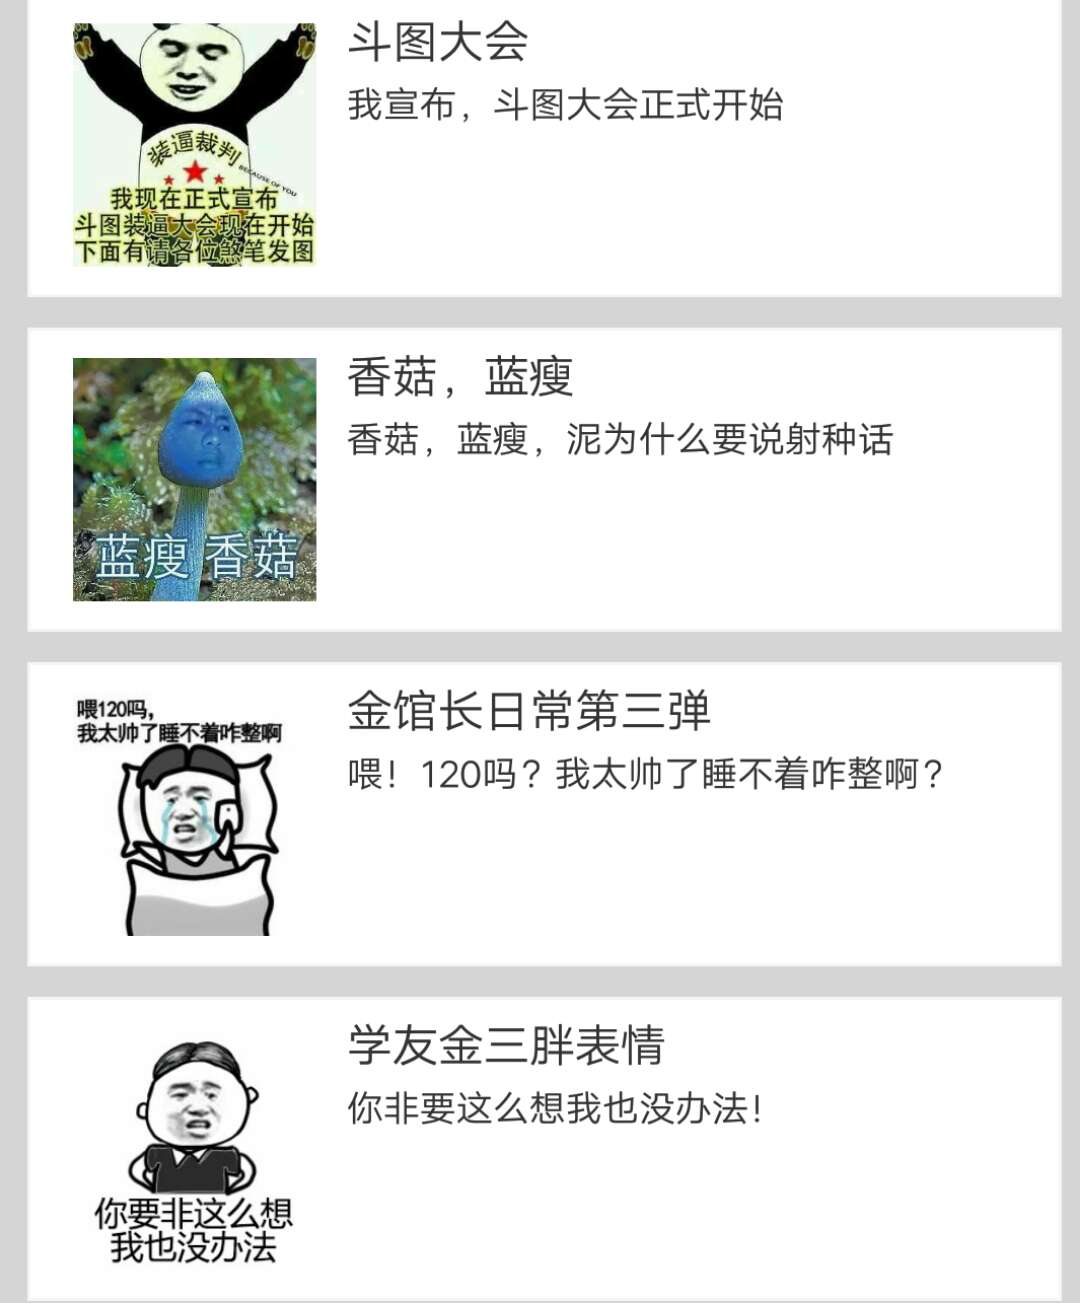 斗图大会
我宣布，斗图大会正式开始
装逼裁判
BECAUSE OF YOU
我现在正式宣布
斗图装逼大会现在开始
下面有请各位煞笔发图
香菇，蓝瘦
香菇，蓝瘦，泥为什么要说射种话
蓝瘦 香菇
金馆长日常第三弹
喂！120吗？我太帅了睡不着咋整啊？
喂120吗，
我太帅了睡不着咋整啊
学友金三胖表情
你非要这么想我也没办法！
你要非这么想
我也没办法